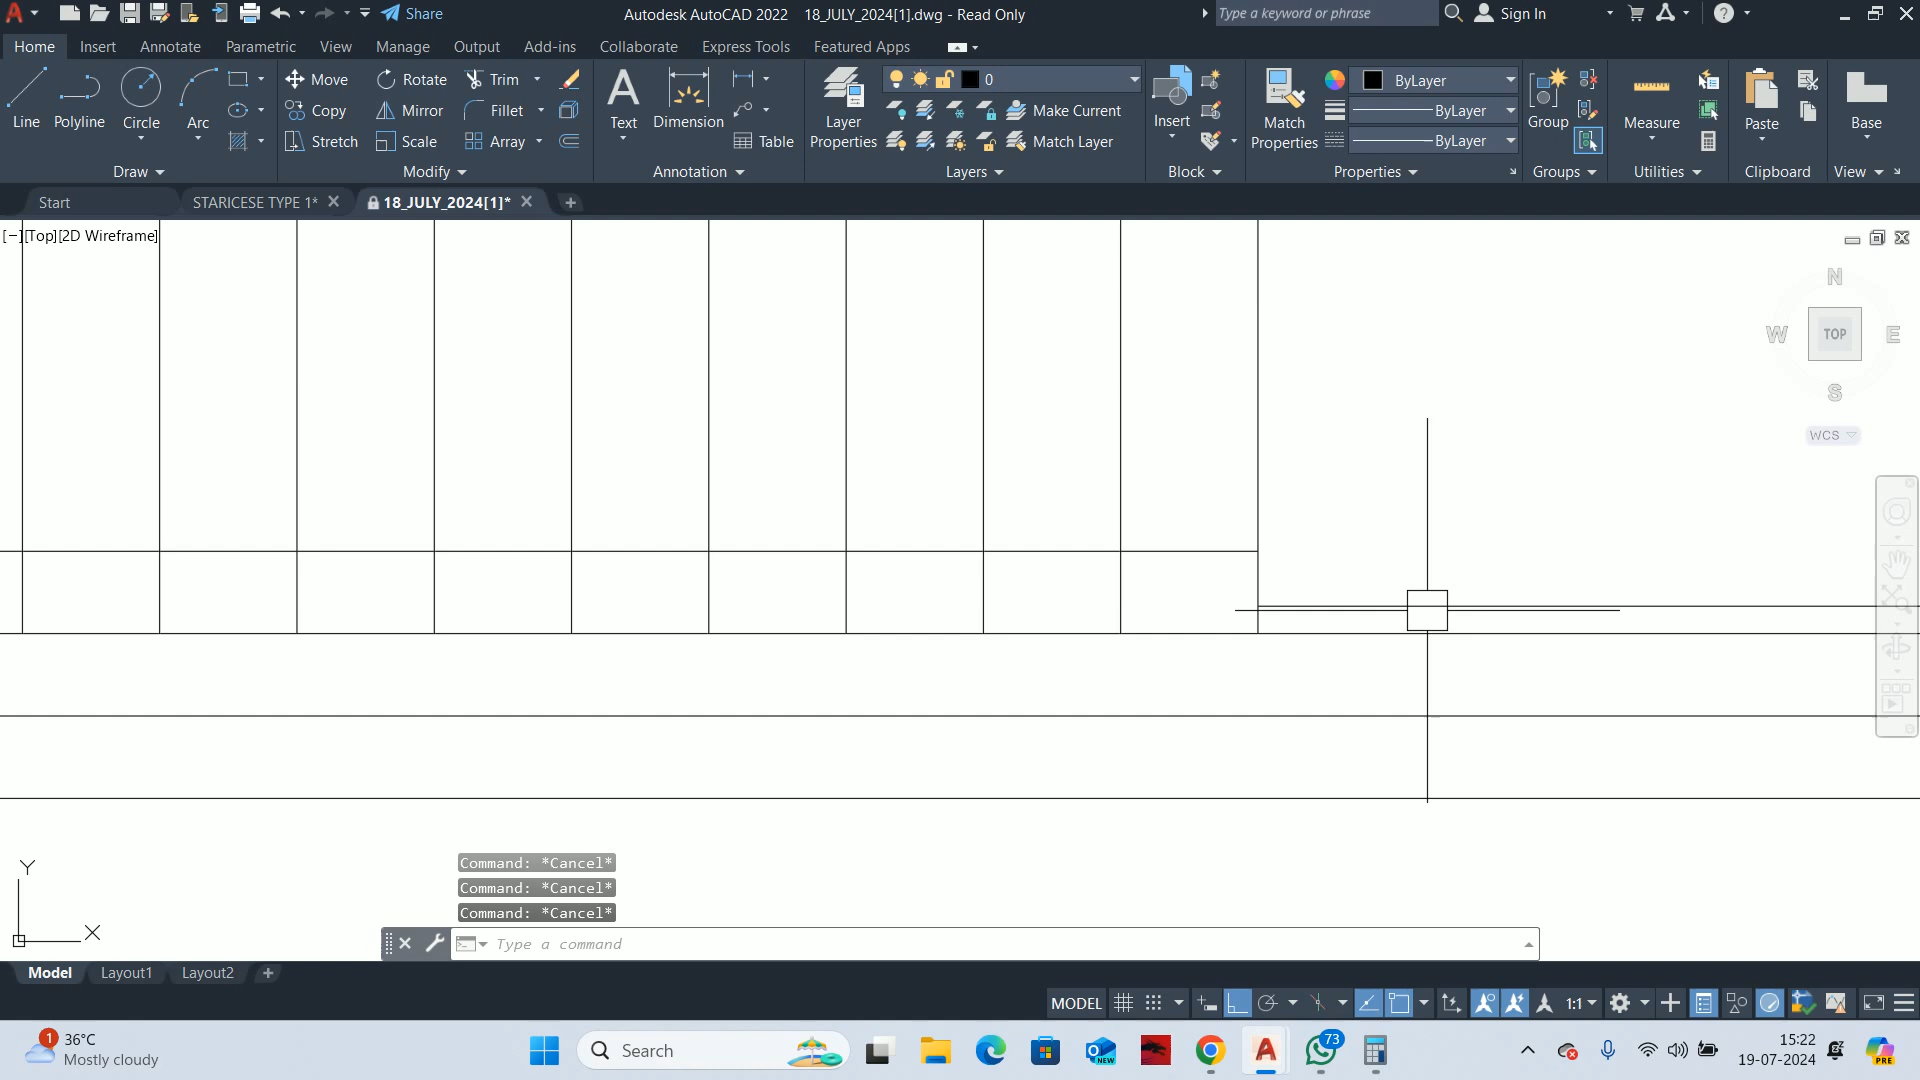 Share
Autodesk AutoCAD 2022 18_JULY_2024[1].dwg - Read Only
Type a keyword or phrase
Sign In
Home Insert Annotate Parametric View Manage Output Add-ins Collaborate Express Tools Featured Apps
Line Polyline Circle Arc
Move Rotate Trim
Copy Mirror Fillet
Stretch Scale Array
Text Dimension Table
Layer Properties
0
Make Current
Match Layer
Insert
Match Properties
ByLayer
ByLayer
ByLayer
Group
Measure
Paste
Base
Draw Modify Annotation Layers Block Properties Groups Utilities Clipboard View
Start STARICESE TYPE 1* 18_JULY_2024[1]*
[−][Top][2D Wireframe]
N
W TOP E
S
WCS
Y
X
Command: *Cancel*
Command: *Cancel*
Command: *Cancel*
Type a command
Model Layout1 Layout2
MODEL 1:1
1
36°C
Mostly cloudy
Search
NEW
73
15:22
19-07-2024
PRE